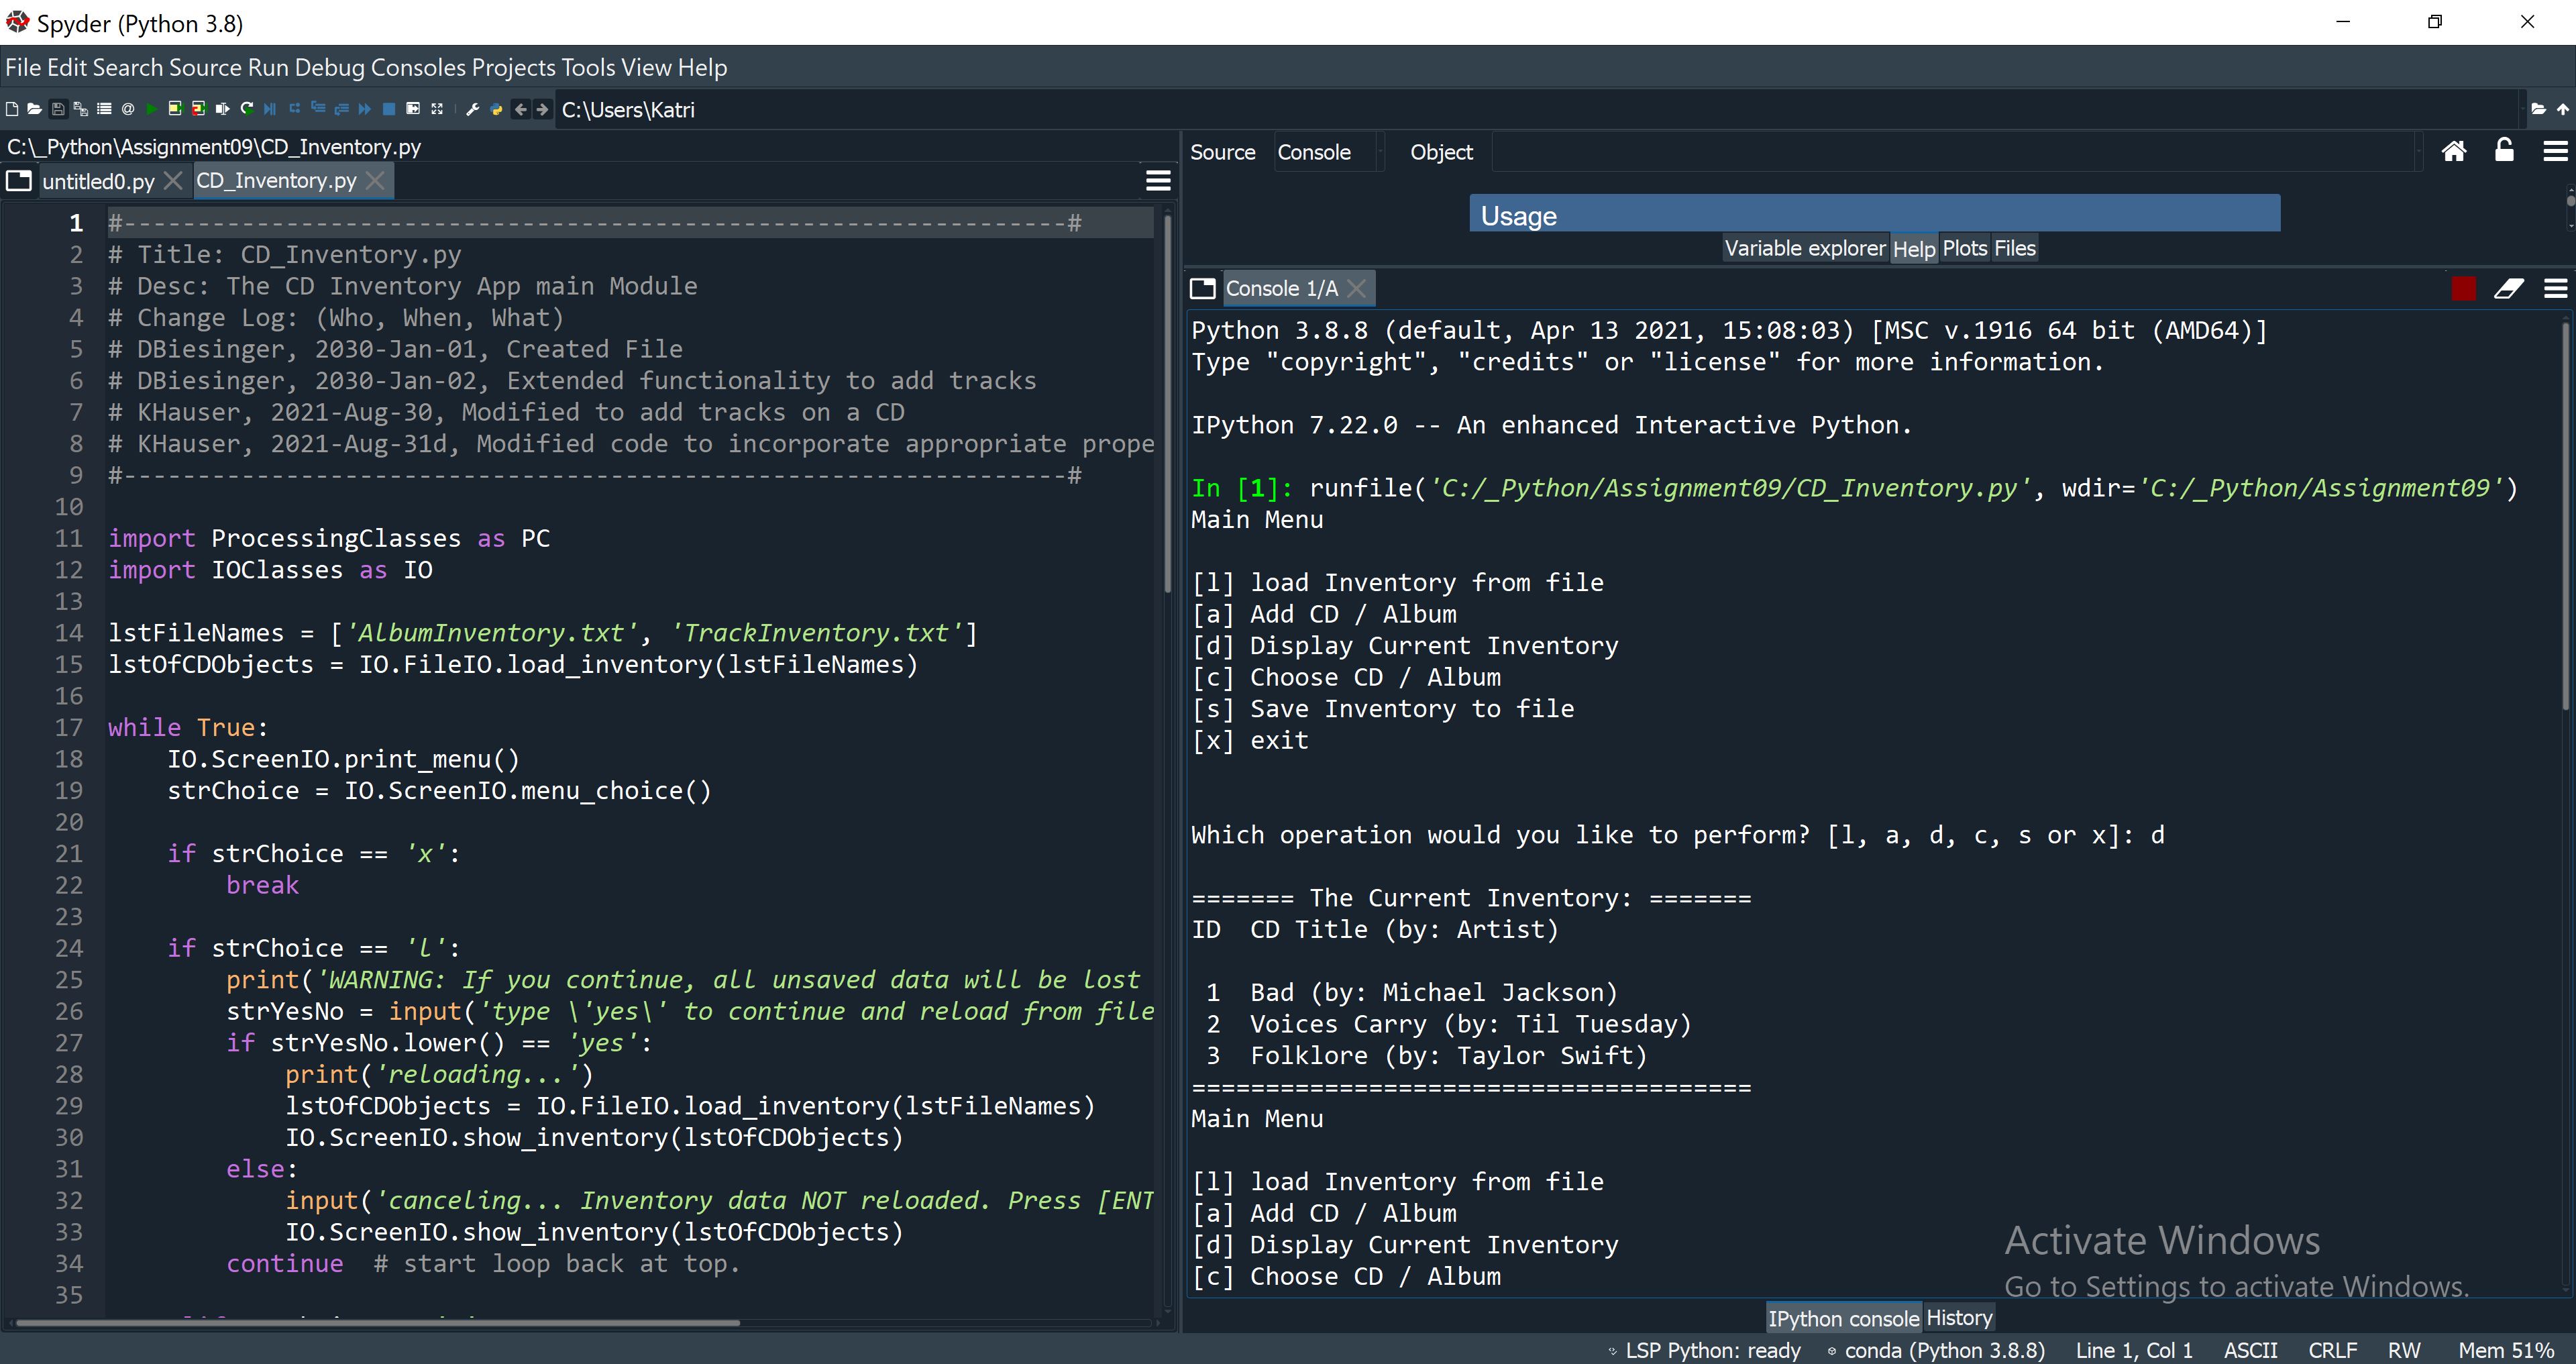 Spyder (Python 3.8)
File Edit Search Source Run Debug Consoles Projects Tools View Help
C:\Users\Katri
C:\_Python\Assignment09\CD_Inventory.py
untitled0.py CD_Inventory.py
1 #----------------------------------------------------------------#
2 # Title: CD_Inventory.py
3 # Desc: The CD Inventory App main Module
4 # Change Log: (Who, When, What)
5 # DBiesinger, 2030-Jan-01, Created File
6 # DBiesinger, 2030-Jan-02, Extended functionality to add tracks
7 # KHauser, 2021-Aug-30, Modified to add tracks on a CD
8 # KHauser, 2021-Aug-31d, Modified code to incorporate appropriate prope
9 #----------------------------------------------------------------#
10
11 import ProcessingClasses as PC
12 import IOClasses as IO
13
14 lstFileNames = ['AlbumInventory.txt', 'TrackInventory.txt']
15 lstOfCDObjects = IO.FileIO.load_inventory(lstFileNames)
16
17 while True:
18     IO.ScreenIO.print_menu()
19     strChoice = IO.ScreenIO.menu_choice()
20
21     if strChoice == 'x':
22         break
23
24     if strChoice == 'l':
25         print('WARNING: If you continue, all unsaved data will be lost
26         strYesNo = input('type \'yes\' to continue and reload from file
27         if strYesNo.lower() == 'yes':
28             print('reloading...')
29             lstOfCDObjects = IO.FileIO.load_inventory(lstFileNames)
30             IO.ScreenIO.show_inventory(lstOfCDObjects)
31         else:
32             input('canceling... Inventory data NOT reloaded. Press [ENT
33             IO.ScreenIO.show_inventory(lstOfCDObjects)
34         continue  # start loop back at top.
35
Source Console Object
Usage
Variable explorer Help Plots Files
Console 1/A
Python 3.8.8 (default, Apr 13 2021, 15:08:03) [MSC v.1916 64 bit (AMD64)]
Type "copyright", "credits" or "license" for more information.
IPython 7.22.0 -- An enhanced Interactive Python.
In [1]: runfile('C:/_Python/Assignment09/CD_Inventory.py', wdir='C:/_Python/Assignment09')
Main Menu
[l] load Inventory from file
[a] Add CD / Album
[d] Display Current Inventory
[c] Choose CD / Album
[s] Save Inventory to file
[x] exit
Which operation would you like to perform? [l, a, d, c, s or x]: d
======= The Current Inventory: =======
ID  CD Title (by: Artist)
1  Bad (by: Michael Jackson)
2  Voices Carry (by: Til Tuesday)
3  Folklore (by: Taylor Swift)
======================================
Main Menu
[l] load Inventory from file
[a] Add CD / Album
[d] Display Current Inventory
[c] Choose CD / Album
Activate Windows
Go to Settings to activate Windows.
IPython console History
LSP Python: ready conda (Python 3.8.8) Line 1, Col 1 ASCII CRLF RW Mem 51%